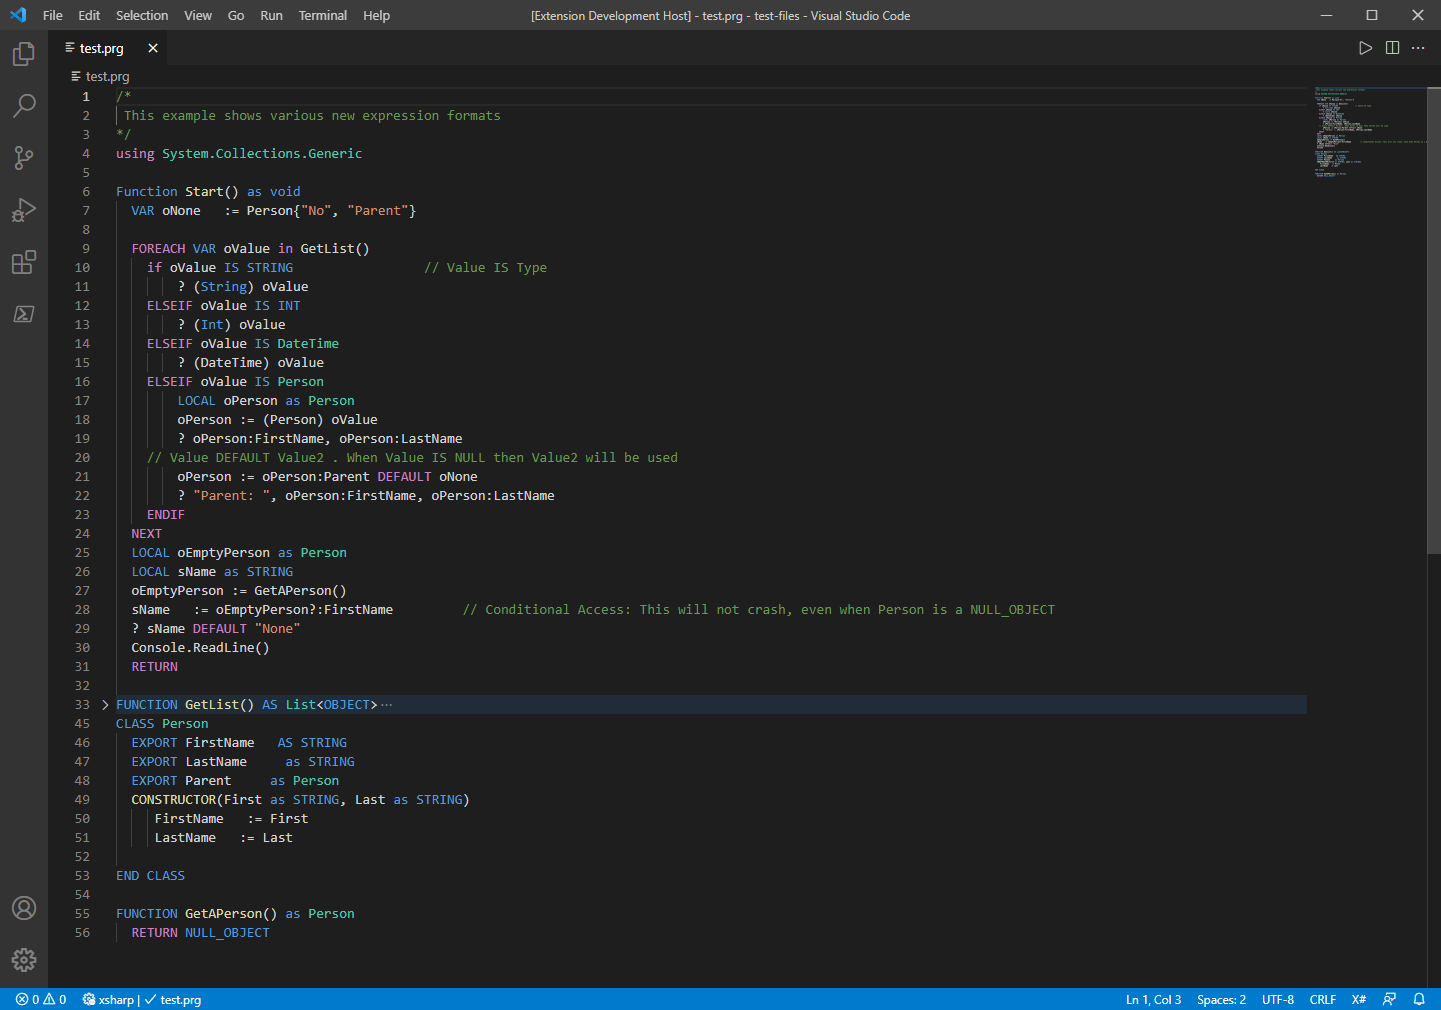 File Edit Selection View Go Run Terminal Help [Extension Development Host] - test.prg - test-files - Visual Studio Code
test.prg
test.prg
1 /*
2  This example shows various new expression formats
3 */
4 using System.Collections.Generic
5
6 Function Start() as void
7   VAR oNone   := Person{"No", "Parent"}
8
9   FOREACH VAR oValue in GetList()
10     if oValue IS STRING                 // Value IS Type
11         ? (String) oValue
12     ELSEIF oValue IS INT
13         ? (Int) oValue
14     ELSEIF oValue IS DateTime
15         ? (DateTime) oValue
16     ELSEIF oValue IS Person
17         LOCAL oPerson as Person
18         oPerson := (Person) oValue
19         ? oPerson:FirstName, oPerson:LastName
20     // Value DEFAULT Value2 . When Value IS NULL then Value2 will be used
21         oPerson := oPerson:Parent DEFAULT oNone
22         ? "Parent: ", oPerson:FirstName, oPerson:LastName
23     ENDIF
24   NEXT
25   LOCAL oEmptyPerson as Person
26   LOCAL sName as STRING
27   oEmptyPerson := GetAPerson()
28   sName   := oEmptyPerson?:FirstName         // Conditional Access: This will not crash, even when Person is a NULL_OBJECT
29   ? sName DEFAULT "None"
30   Console.ReadLine()
31   RETURN
32
33 FUNCTION GetList() AS List<OBJECT>···
45 CLASS Person
46   EXPORT FirstName   AS STRING
47   EXPORT LastName     as STRING
48   EXPORT Parent     as Person
49   CONSTRUCTOR(First as STRING, Last as STRING)
50      FirstName   := First
51      LastName   := Last
52
53 END CLASS
54
55 FUNCTION GetAPerson() as Person
56   RETURN NULL_OBJECT
0 0 xsharp | ✓ test.prg Ln 1, Col 3 Spaces: 2 UTF-8 CRLF X#